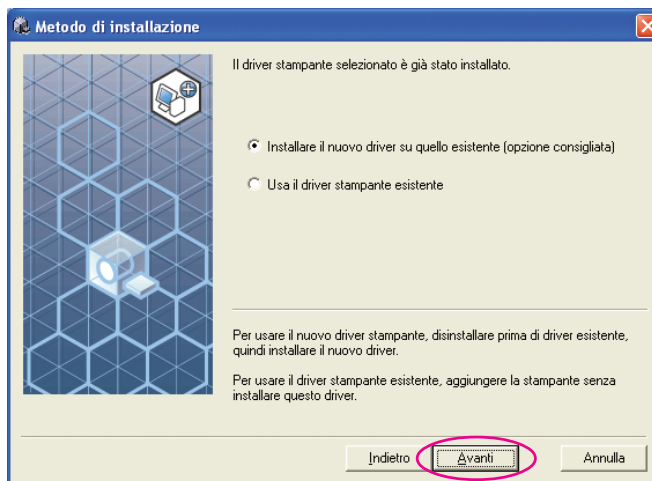 Metodo di installazione
Il driver stampante selezionato è già stato installato.
Installare il nuovo driver su quello esistente (opzione consigliata)
Usa il driver stampante esistente
Per usare il nuovo driver stampante, disinstallare prima di driver esistente,
quindi installare il nuovo driver.
Per usare il driver stampante esistente, aggiungere la stampante senza
installare questo driver.
Indietro
Avanti
Annulla